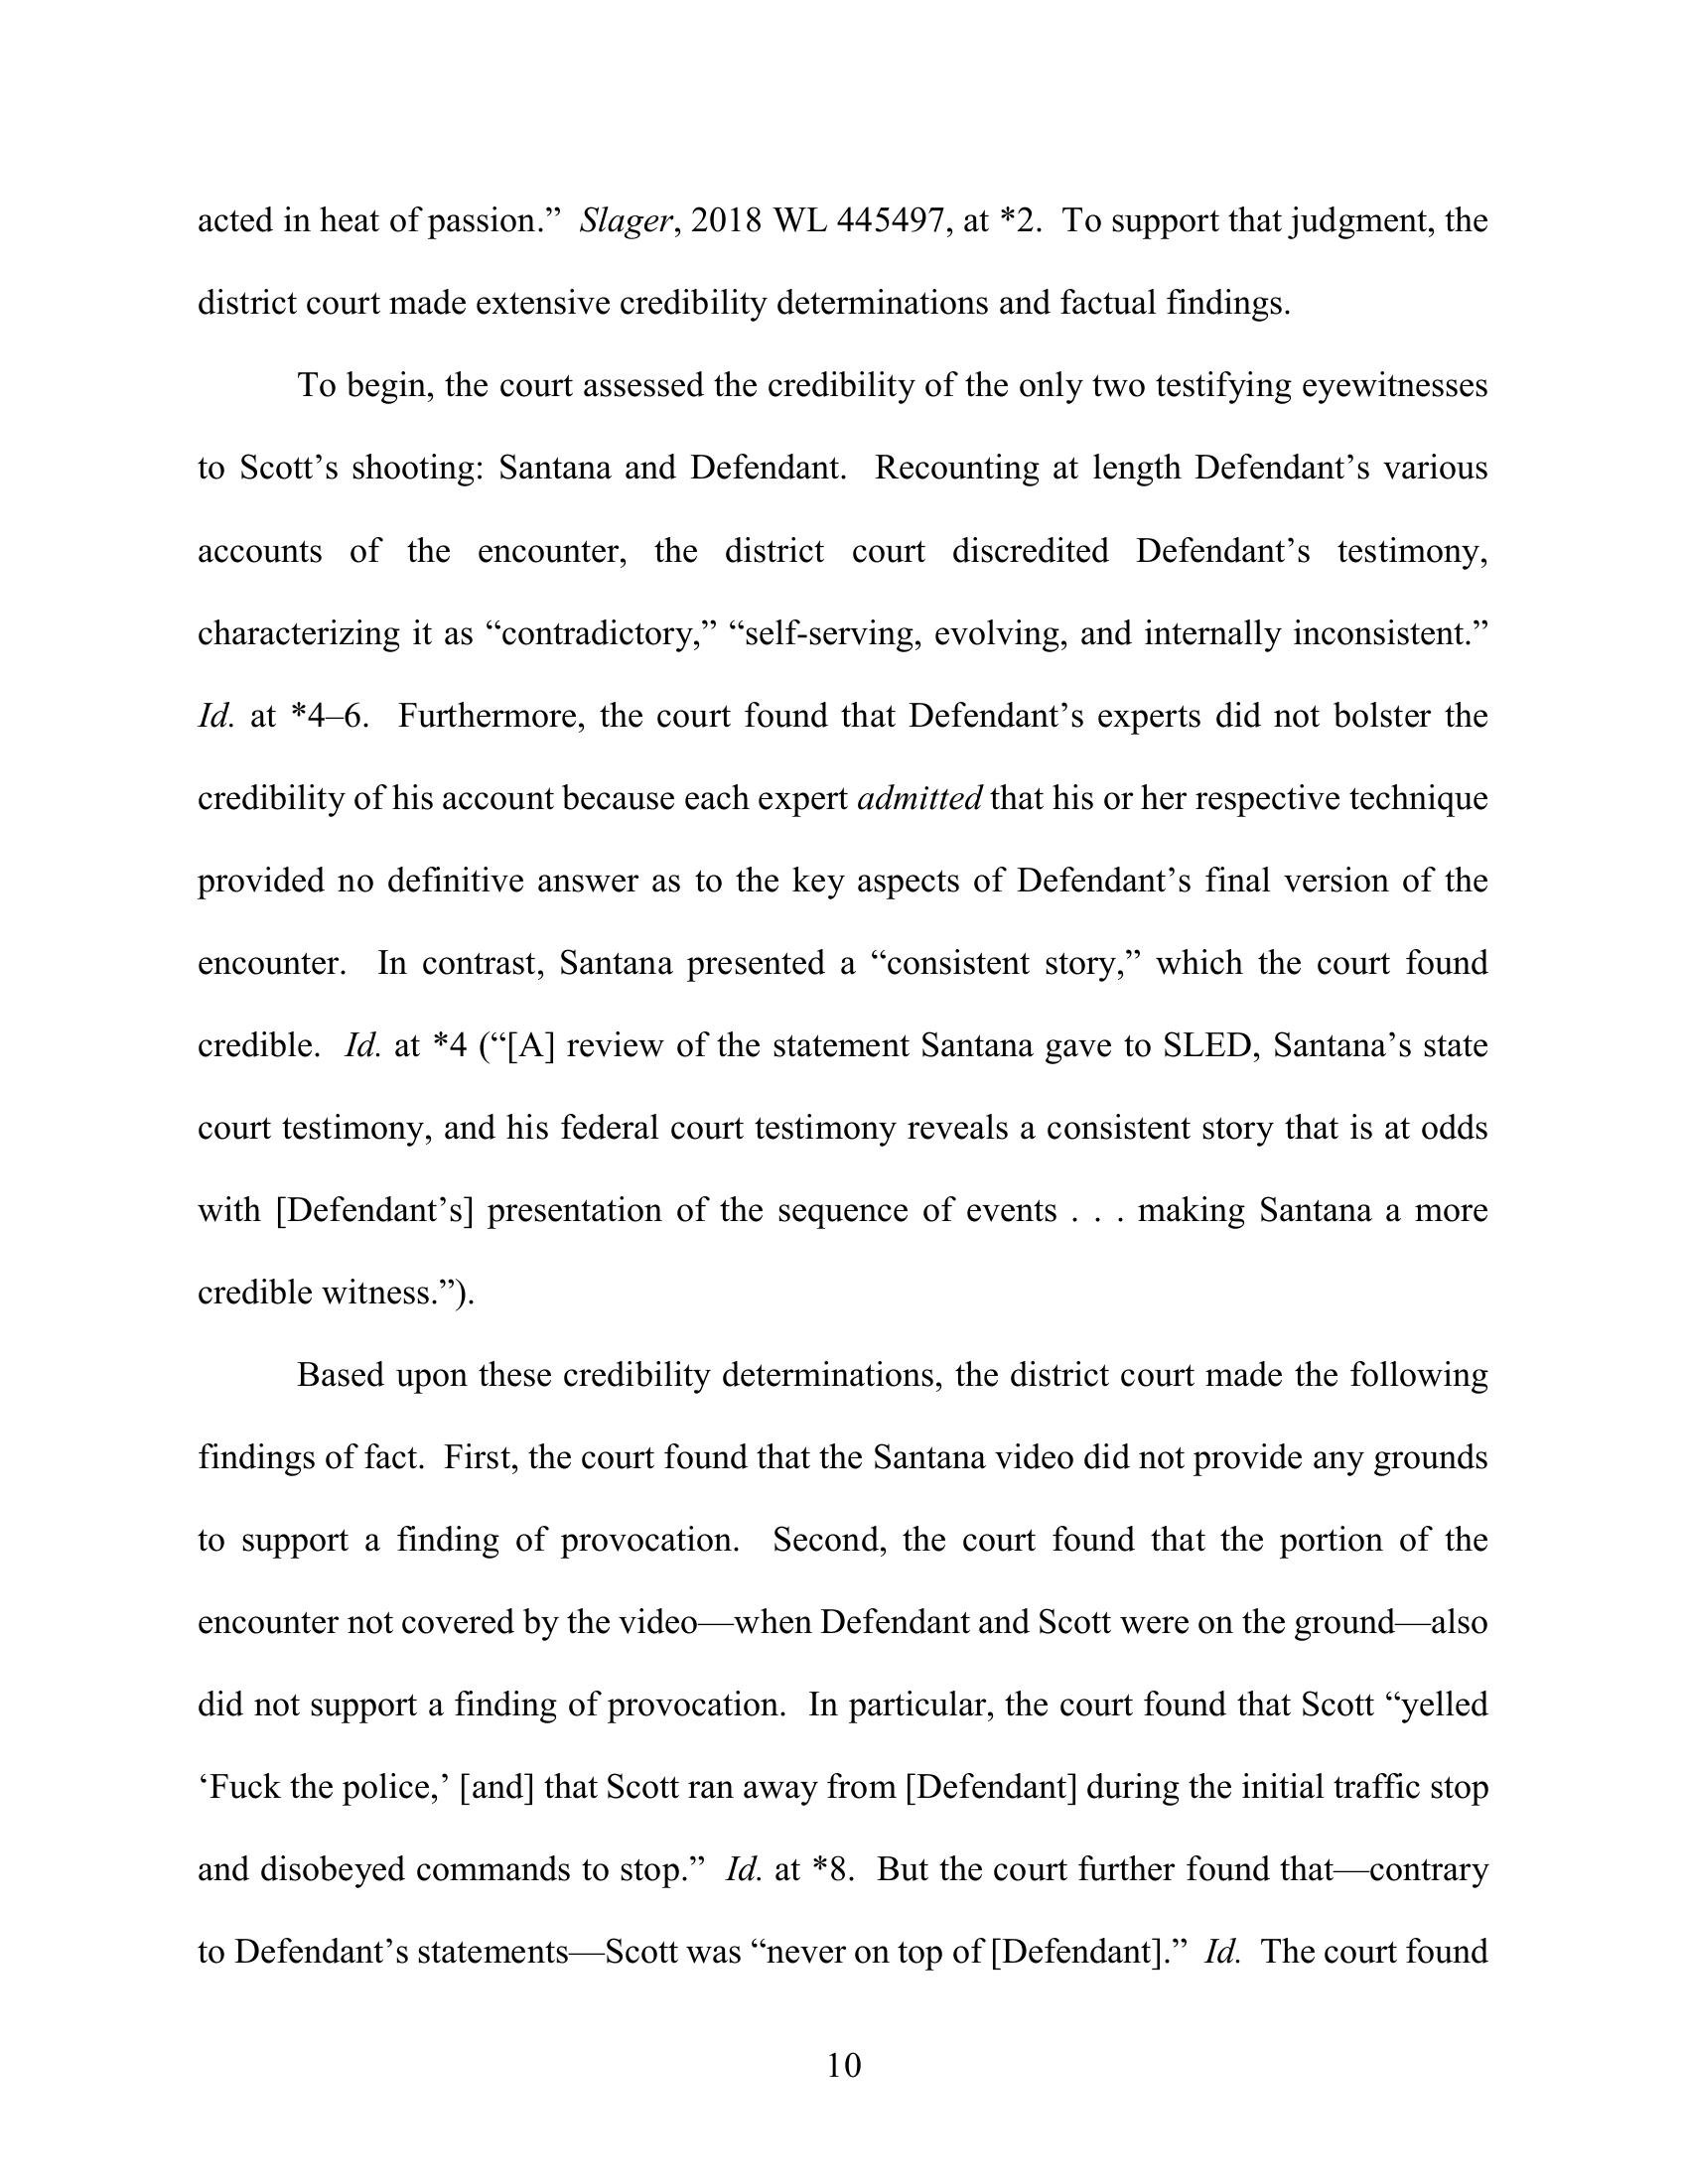 acted in heat of passion.”  Slager, 2018 WL 445497, at *2.  To support that judgment, the
district court made extensive credibility determinations and factual findings.
To begin, the court assessed the credibility of the only two testifying eyewitnesses
to Scott’s shooting: Santana and Defendant.  Recounting at length Defendant’s various
accounts of the encounter, the district court discredited Defendant’s testimony,
characterizing it as “contradictory,” “self-serving, evolving, and internally inconsistent.”
Id. at *4–6.  Furthermore, the court found that Defendant’s experts did not bolster the
credibility of his account because each expert admitted that his or her respective technique
provided no definitive answer as to the key aspects of Defendant’s final version of the
encounter.  In contrast, Santana presented a “consistent story,” which the court found
credible.  Id. at *4 (“[A] review of the statement Santana gave to SLED, Santana’s state
court testimony, and his federal court testimony reveals a consistent story that is at odds
with [Defendant’s] presentation of the sequence of events . . . making Santana a more
credible witness.”).
Based upon these credibility determinations, the district court made the following
findings of fact.  First, the court found that the Santana video did not provide any grounds
to support a finding of provocation.  Second, the court found that the portion of the
encounter not covered by the video—when Defendant and Scott were on the ground—also
did not support a finding of provocation.  In particular, the court found that Scott “yelled
‘Fuck the police,’ [and] that Scott ran away from [Defendant] during the initial traffic stop
and disobeyed commands to stop.”  Id. at *8.  But the court further found that—contrary
to Defendant’s statements—Scott was “never on top of [Defendant].”  Id.  The court found
10